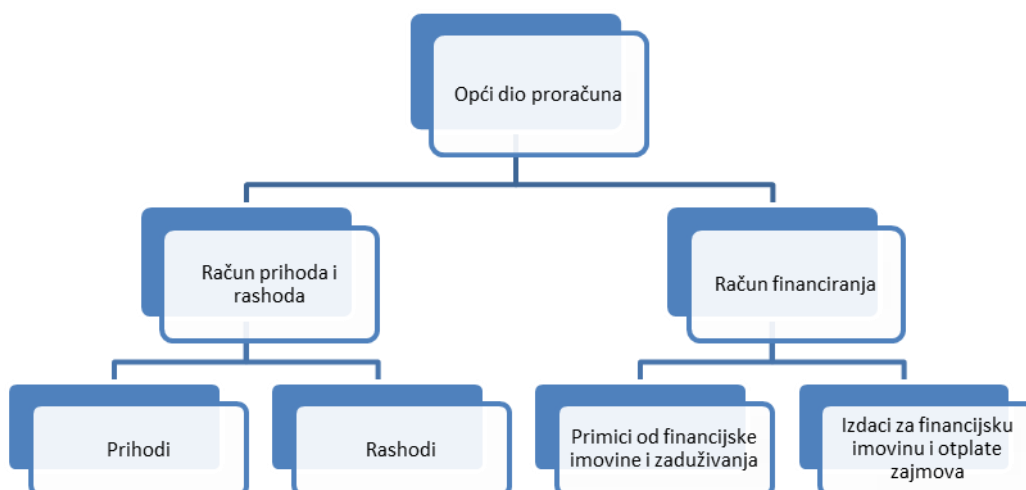 Opći dio proračuna
Račun prihoda i
rashoda
Račun financiranja
Prihodi
Rashodi
Primici od financijske
imovine i zaduživanja
Izdaci za financijsku
imovinu i otplate
zajmova